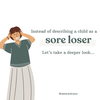 Instead of describing a child as a
sore loser
Let's take a deeper look...